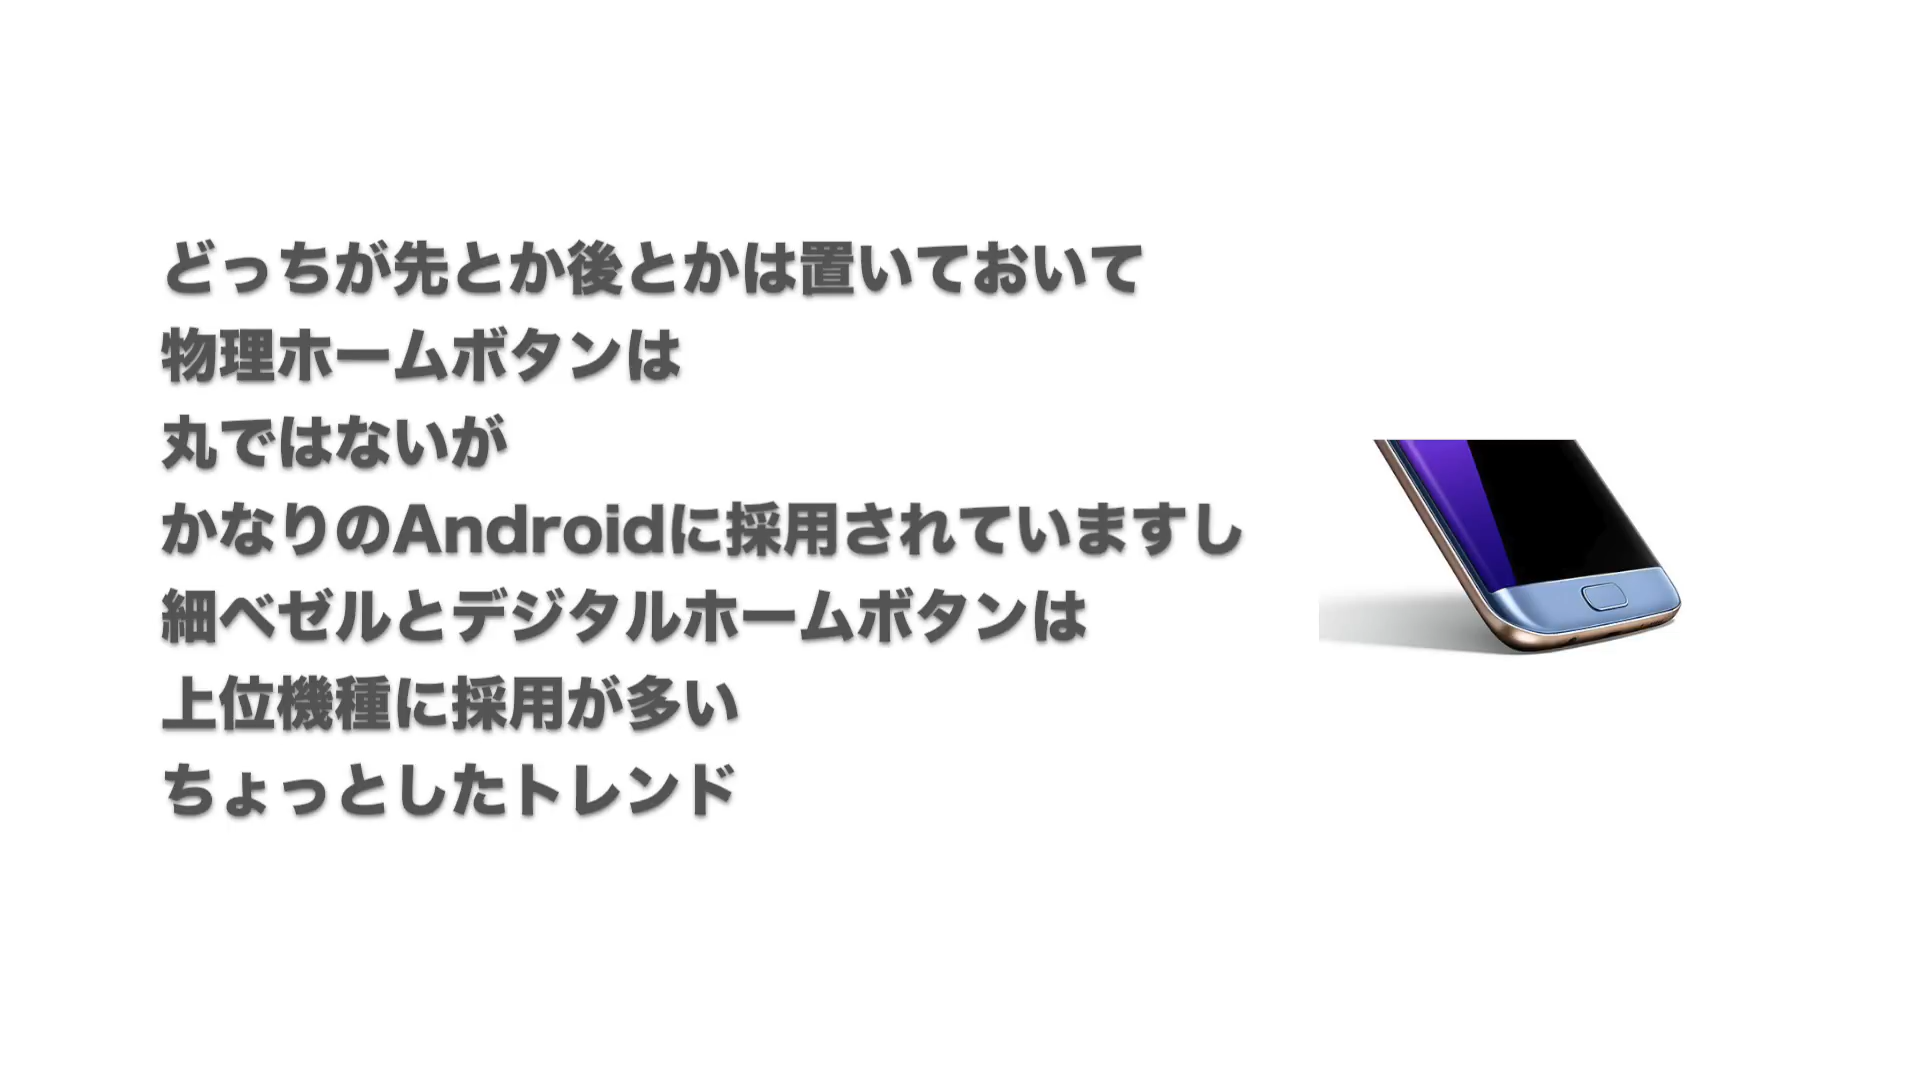 どっちが先とか後とかは置いておいて
物理ホームボタンは
丸ではないが
かなりのAndroidに採用されていますし
細ベゼルとデジタルホームボタンは
上位機種に採用が多い
ちょっとしたトレンド